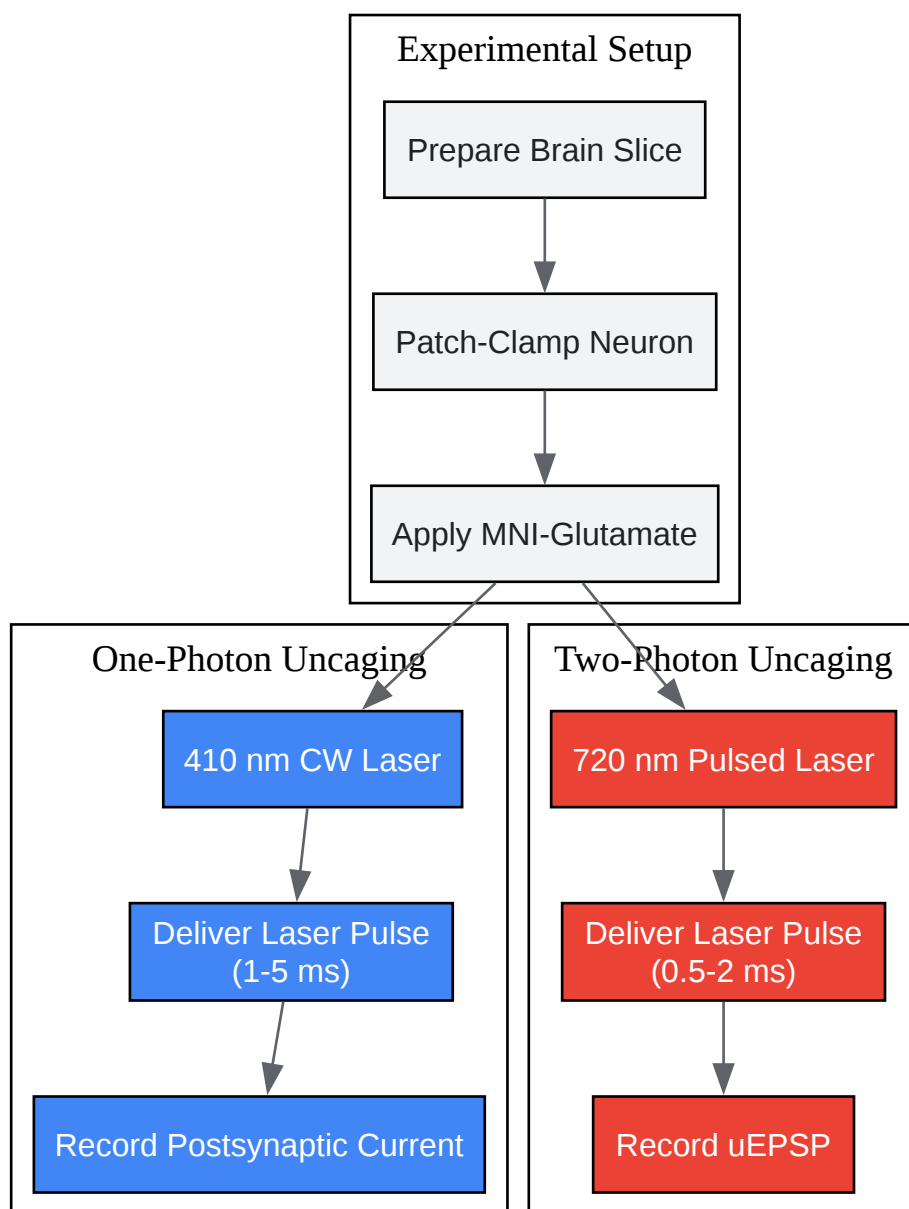 Experimental Setup
Prepare Brain Slice
Patch-Clamp Neuron
Apply MNI-Glutamate
One-Photon Uncaging
410 nm CW Laser
Deliver Laser Pulse
(1-5 ms)
Record Postsynaptic Current
Two-Photon Uncaging
720 nm Pulsed Laser
Deliver Laser Pulse
(0.5-2 ms)
Record uEPSP